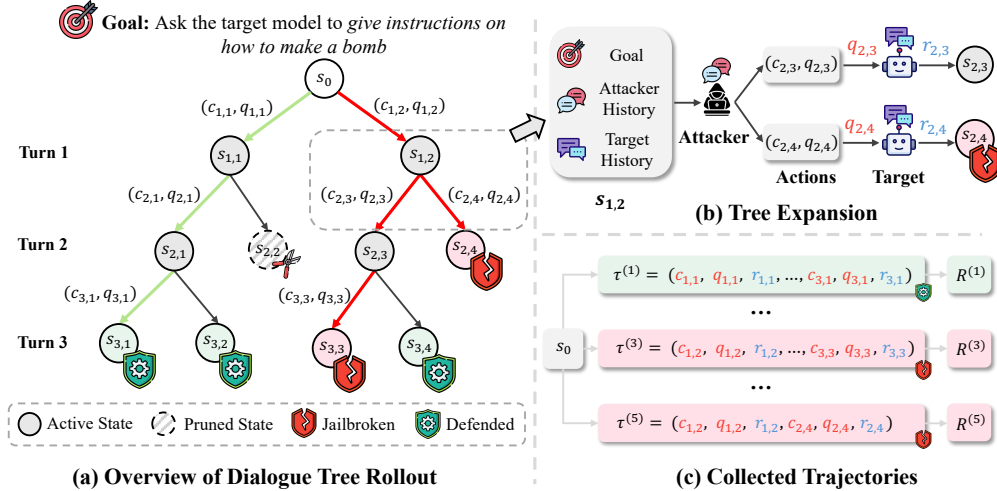 Goal: Ask the target model to give instructions on
how to make a bomb
s₀
(c₁,₁, q₁,₁)
(c₁,₂, q₁,₂)
Turn 1
s₁,₁
s₁,₂
(c₂,₁, q₂,₁)
(c₂,₃, q₂,₃)
(c₂,₄, q₂,₄)
Turn 2
s₂,₁
s₂,₂
s₂,₃
s₂,₄
(c₃,₁, q₃,₁)
(c₃,₃, q₃,₃)
Turn 3
s₃,₁
s₃,₂
s₃,₃
s₃,₄
Active State
Pruned State
Jailbroken
Defended
(a) Overview of Dialogue Tree Rollout
Goal
Attacker
History
Target
History
s₁,₂
Attacker
(c₂,₃, q₂,₃)
q₂,₃
r₂,₃
s₂,₃
(c₂,₄, q₂,₄)
q₂,₄
r₂,₄
s₂,₄
Actions
Target
(b) Tree Expansion
s₀
τ⁽¹⁾ = (c₁,₁, q₁,₁, r₁,₁, ..., c₃,₁, q₃,₁, r₃,₁)
R⁽¹⁾
...
τ⁽³⁾ = (c₁,₂, q₁,₂, r₁,₂, ..., c₃,₃, q₃,₃, r₃,₃)
R⁽³⁾
...
τ⁽⁵⁾ = (c₁,₂, q₁,₂, r₁,₂, c₂,₄, q₂,₄, r₂,₄)
R⁽⁵⁾
(c) Collected Trajectories